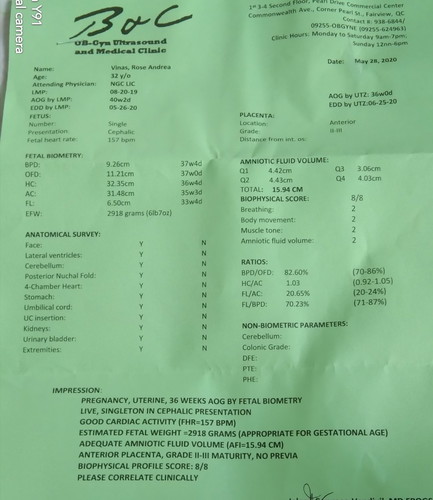 Y91
al camera
B&C
OB-Gyn Ultrasound
and Medical Clinic
1st 3-4 Second Floor, Pearl Drive Commercial Center
Commonwealth Ave., Corner Pearl St., Fairview, QC
Contact #: 938-6844/
09255-OBGYNE (09255-624963)
Clinic Hours: Monday to Saturday 9am-7pm;
Sunday 12nn-6pm
Name: Vinas, Rose Andrea
Date: May 28, 2020
Age: 32 y/o
Attending Physician: NGC LIC
LMP: 08-20-19
AOG by LMP: 40w2d
AOG by UTZ: 36w0d
EDD by LMP: 05-26-20
EDD by UTZ:06-25-20
FETUS:
Number: Single
Presentation: Cephalic
Fetal heart rate: 157 bpm
PLACENTA:
Location: Anterior
Grade II-III
Distance from int. os:
FETAL BIOMETRY:
BPD: 9.26cm 37w4d
OFD: 11.21cm 37w0d
HC: 32.35cm 36w4d
AC: 31.48cm 35w3d
FL: 6.50cm 33w4d
EFW: 2918 grams (6lb7oz)
AMNIOTIC FLUID VOLUME:
Q1 4.42cm Q3 3.06cm
Q2 4.43cm Q4 4.03cm
TOTAL: 15.94 CM
BIOPHYSICAL SCORE: 8/8
Breathing: 2
Body movement: 2
Muscle tone: 2
Amniotic fluid volume: 2
ANATOMICAL SURVEY:
Face: Y N
Lateral ventricles: Y N
Cerebellum: Y N
Posterior Nuchal Fold: Y N
4-Chamber Heart: Y N
Stomach: Y N
Umbilical cord: Y N
UC insertion: Y N
Kidneys: Y N
Urinary bladder: Y N
Extremities: Y N
RATIOS:
BPD/OFD: 82.60% (70-86%)
HC/AC 1.03 (0.92-1.05)
FL/AC: 20.65% (20-24%)
FL/BPD: 70.23% (71-87%)
NON-BIOMETRIC PARAMETERS:
Cerebellum:
Colonic Grade:
DFE:
PTE:
PHE:
IMPRESSION:
PREGNANCY, UTERINE, 36 WEEKS AOG BY FETAL BIOMETRY
LIVE, SINGLETON IN CEPHALIC PRESENTATION
GOOD CARDIAC ACTIVITY (FHR=157 BPM)
ESTIMATED FETAL WEIGHT =2918 GRAMS (APPROPRIATE FOR GESTATIONAL AGE)
ADEQUATE AMNIOTIC FLUID VOLUME (AFI=15.94 CM)
ANTERIOR PLACENTA, GRADE II-III MATURITY, NO PREVIA
BIOPHYSICAL PROFILE SCORE: 8/8
PLEASE CORRELATE CLINICALLY